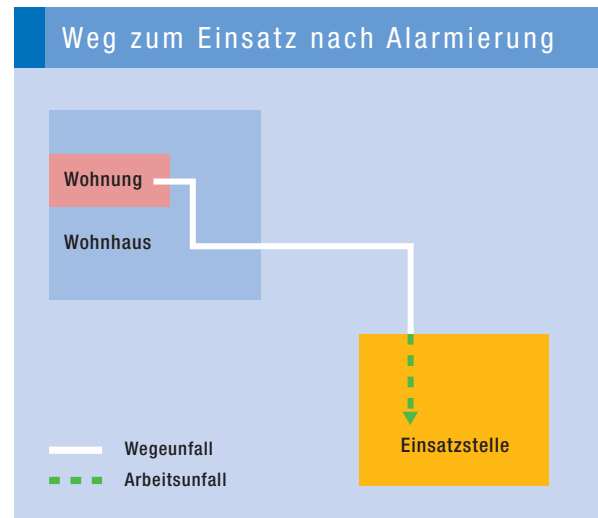 Weg zum Einsatz nach Alarmierung
Wohnung
Wohnhaus
Einsatzstelle
Wegeunfall
Arbeitsunfall